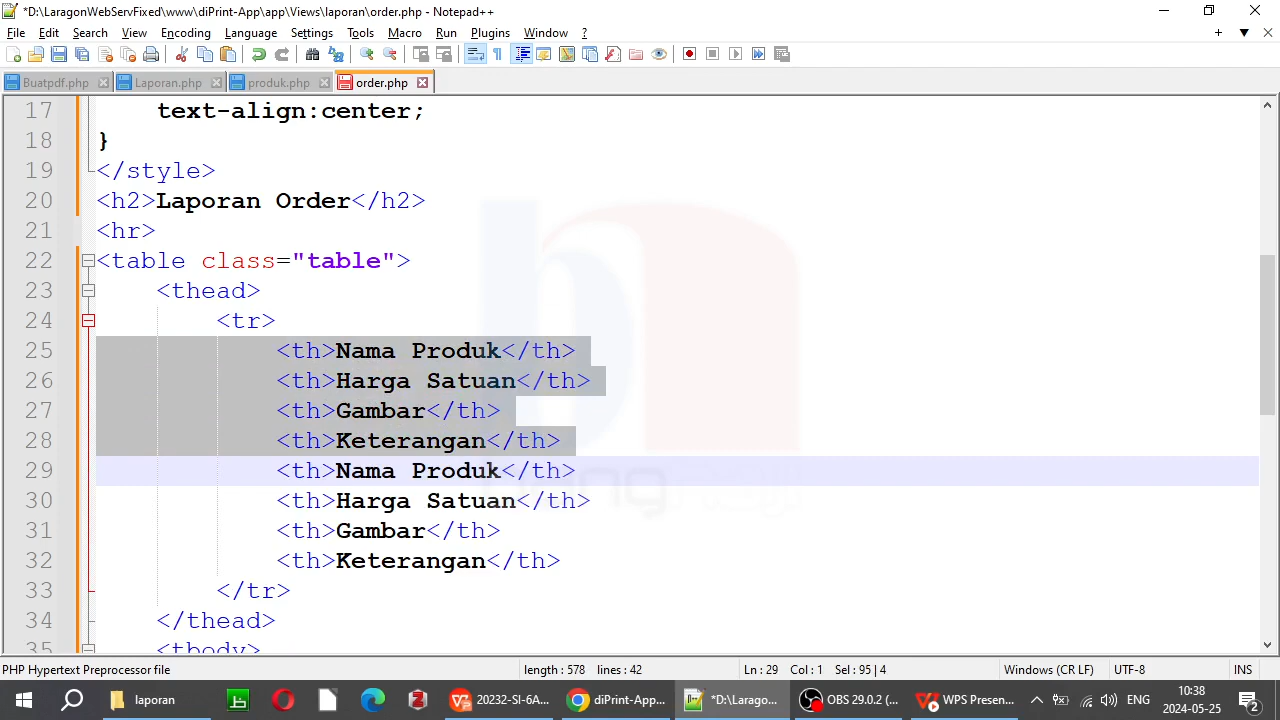 *D:\LaragonWebServFixed\www\diPrint-App\app\Views\laporan\order.php - Notepad++
File Edit Search View Encoding Language Settings Tools Macro Run Plugins Window ?
Buatpdf.php Laporan.php produk.php order.php
17 text-align:center;
18 }
19 </style>
20 <h2>Laporan Order</h2>
21 <hr>
22 <table class="table">
23 <thead>
24 <tr>
25 <th>Nama Produk</th>
26 <th>Harga Satuan</th>
27 <th>Gambar</th>
28 <th>Keterangan</th>
29 <th>Nama Produk</th>
30 <th>Harga Satuan</th>
31 <th>Gambar</th>
32 <th>Keterangan</th>
33 </tr>
34 </thead>
35 <tbody>
PHP Hypertext Preprocessor file length : 578 lines : 42 Ln : 29 Col : 1 Sel : 95 | 4 Windows (CR LF) UTF-8 INS
laporan 20232-SI-6A... diPrint-App... *D:\Larago... OBS 29.0.2 (... WPS Presen... ENG 10:38
2024-05-25 2